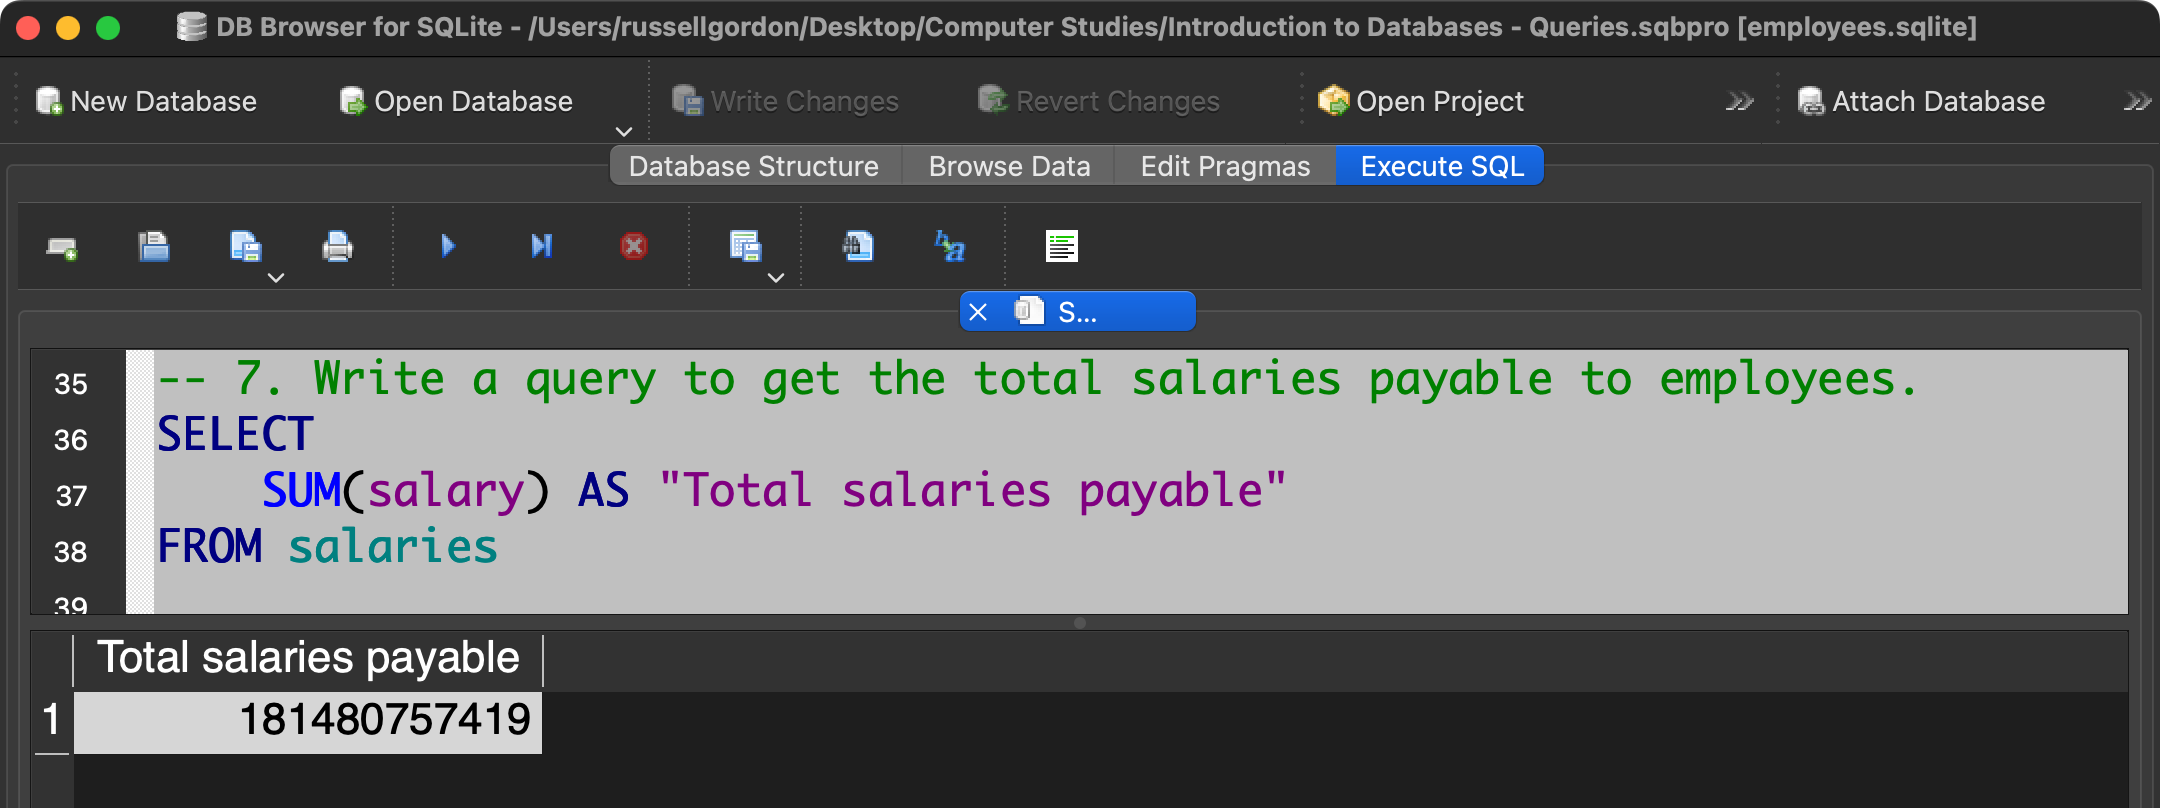 DB Browser for SQLite - /Users/russellgordon/Desktop/Computer Studies/Introduction to Databases - Queries.sqbpro [employees.sqlite]
New Database Open Database Write Changes Revert Changes Open Project Attach Database
Database Structure Browse Data Edit Pragmas Execute SQL
S...
35 -- 7. Write a query to get the total salaries payable to employees.
36 SELECT
37 SUM(salary) AS "Total salaries payable"
38 FROM salaries
39
Total salaries payable
1 181480757419